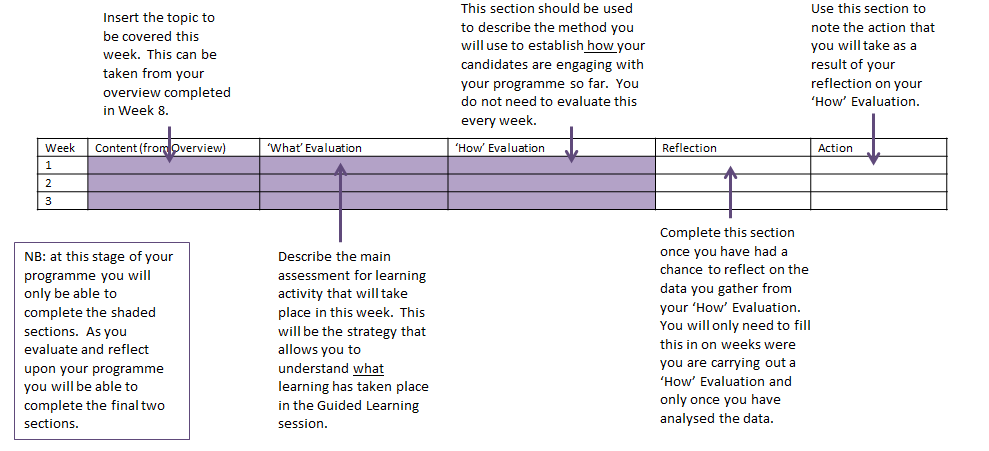 Insert the topic to
be covered this
week.  This can be
taken from your
overview completed
in Week 8.
This section should be used
to describe the method you
will use to establish how your
candidates are engaging with
your programme so far.  You
do not need to evaluate this
every week.
Use this section to
note the action that
you will take as a
result of your
reflection on your
‘How’ Evaluation.
Week Content (from Overview) ‘What’ Evaluation ‘How’ Evaluation Reflection Action
1
2
3
NB: at this stage of your
programme you will
only be able to
complete the shaded
sections.  As you
evaluate and reflect
upon your programme
you will be able to
complete the final two
sections.
Describe the main
assessment for learning
activity that will take
place in this week.  This
will be the strategy that
allows you to
understand what
learning has taken place
in the Guided Learning
session.
Complete this section
once you have had a
chance to reflect on the
data you gather from
your ‘How’ Evaluation.
You will only need to fill
this in on weeks were
you are carrying out a
‘How’ Evaluation and
only once you have
analysed the data.